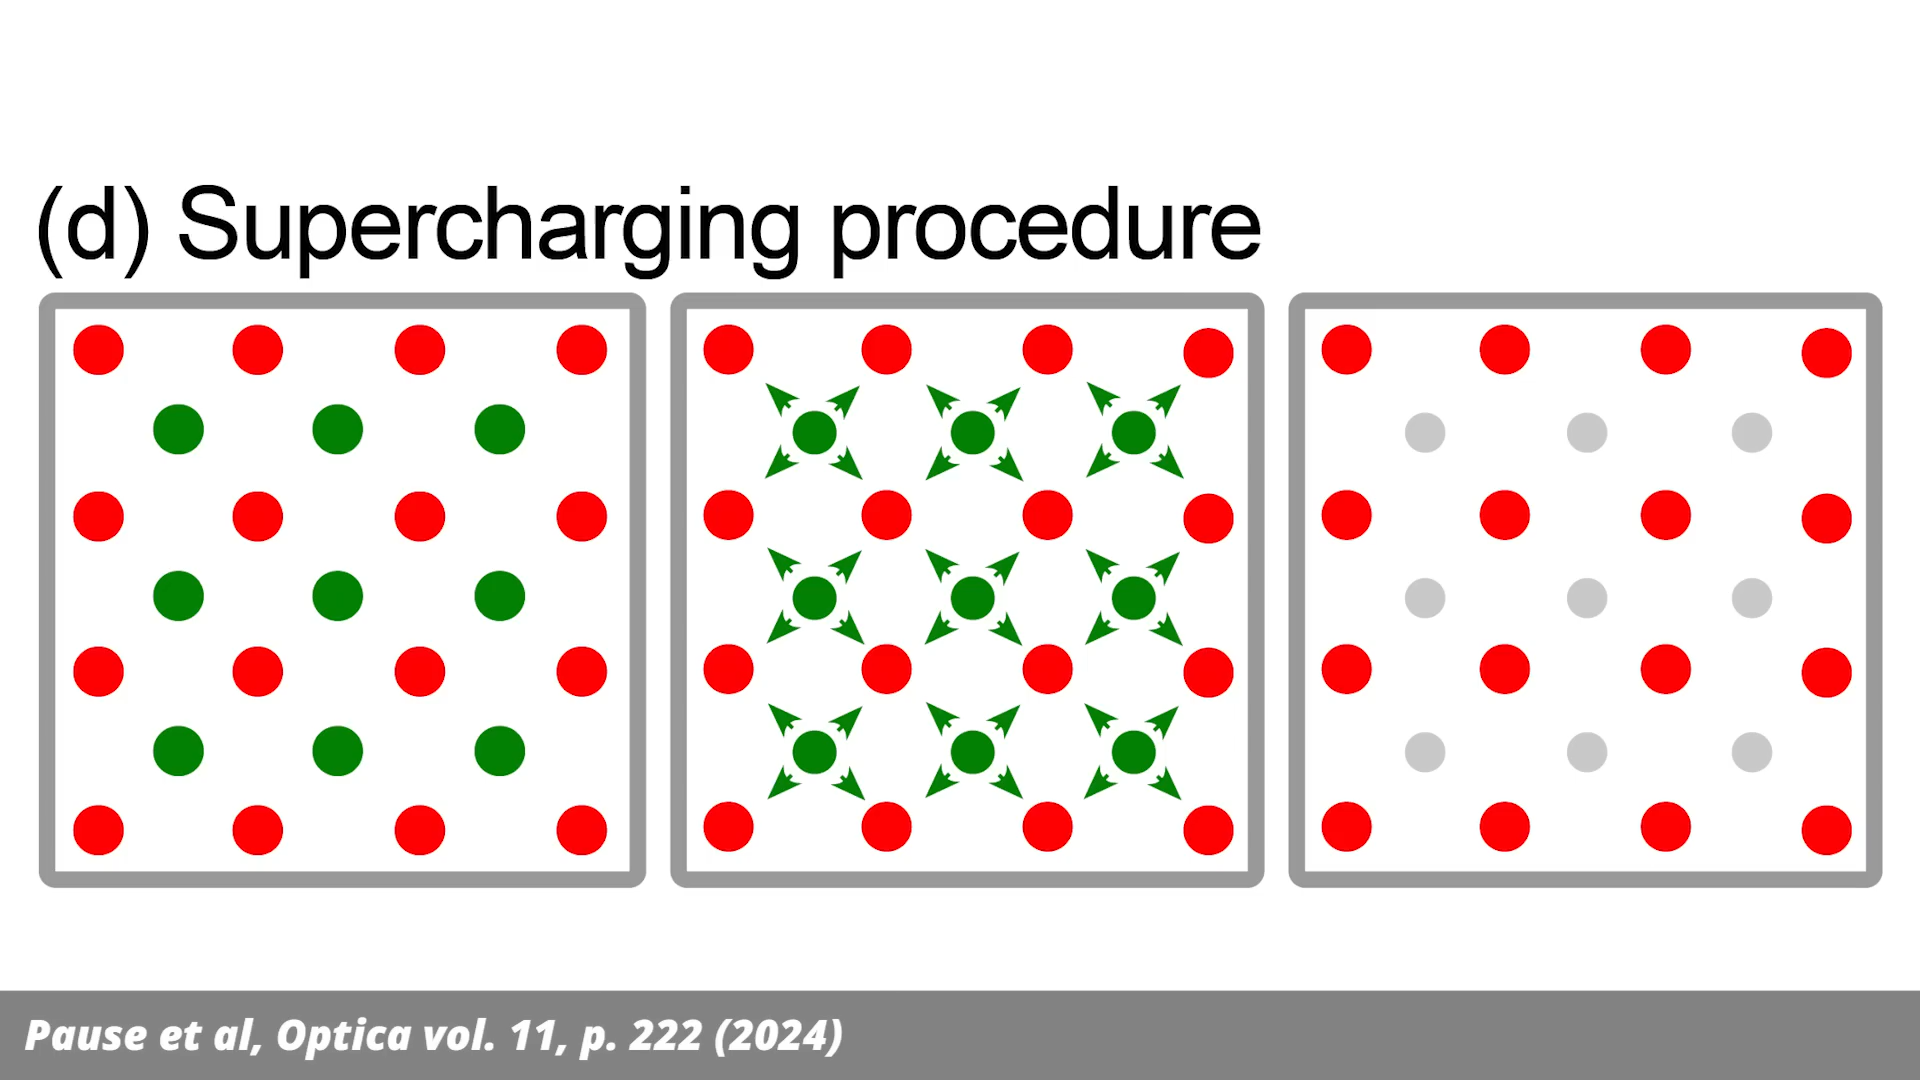 (d) Supercharging procedure
Pause et al, Optica vol. 11, p. 222 (2024)